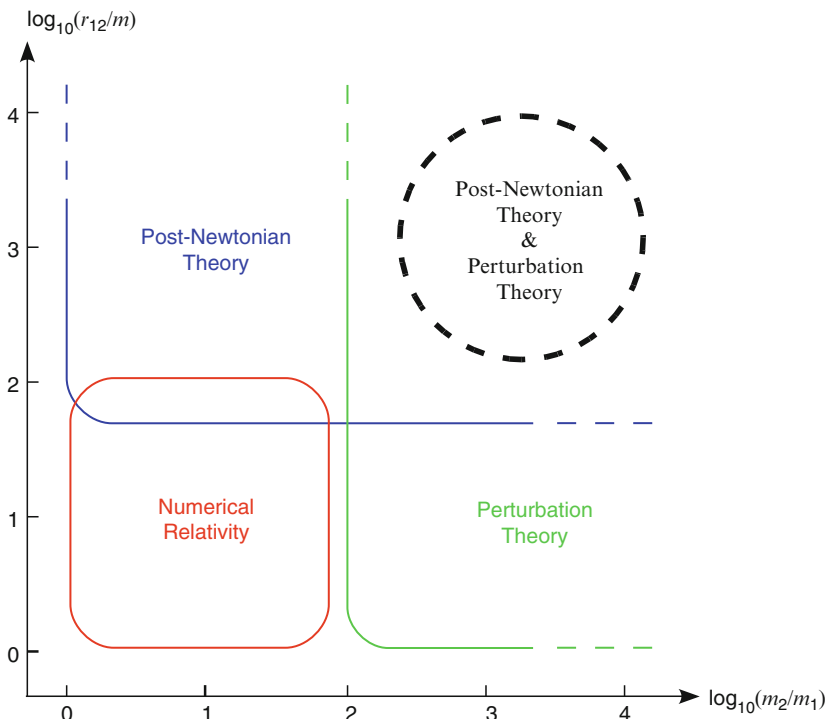 log₁₀(r₁₂/m)
4
3
2
1
0
Post-Newtonian
Theory
Post-Newtonian
Theory
&
Perturbation
Theory
Numerical
Relativity
Perturbation
Theory
0
1
2
3
4
log₁₀(m₂/m₁)